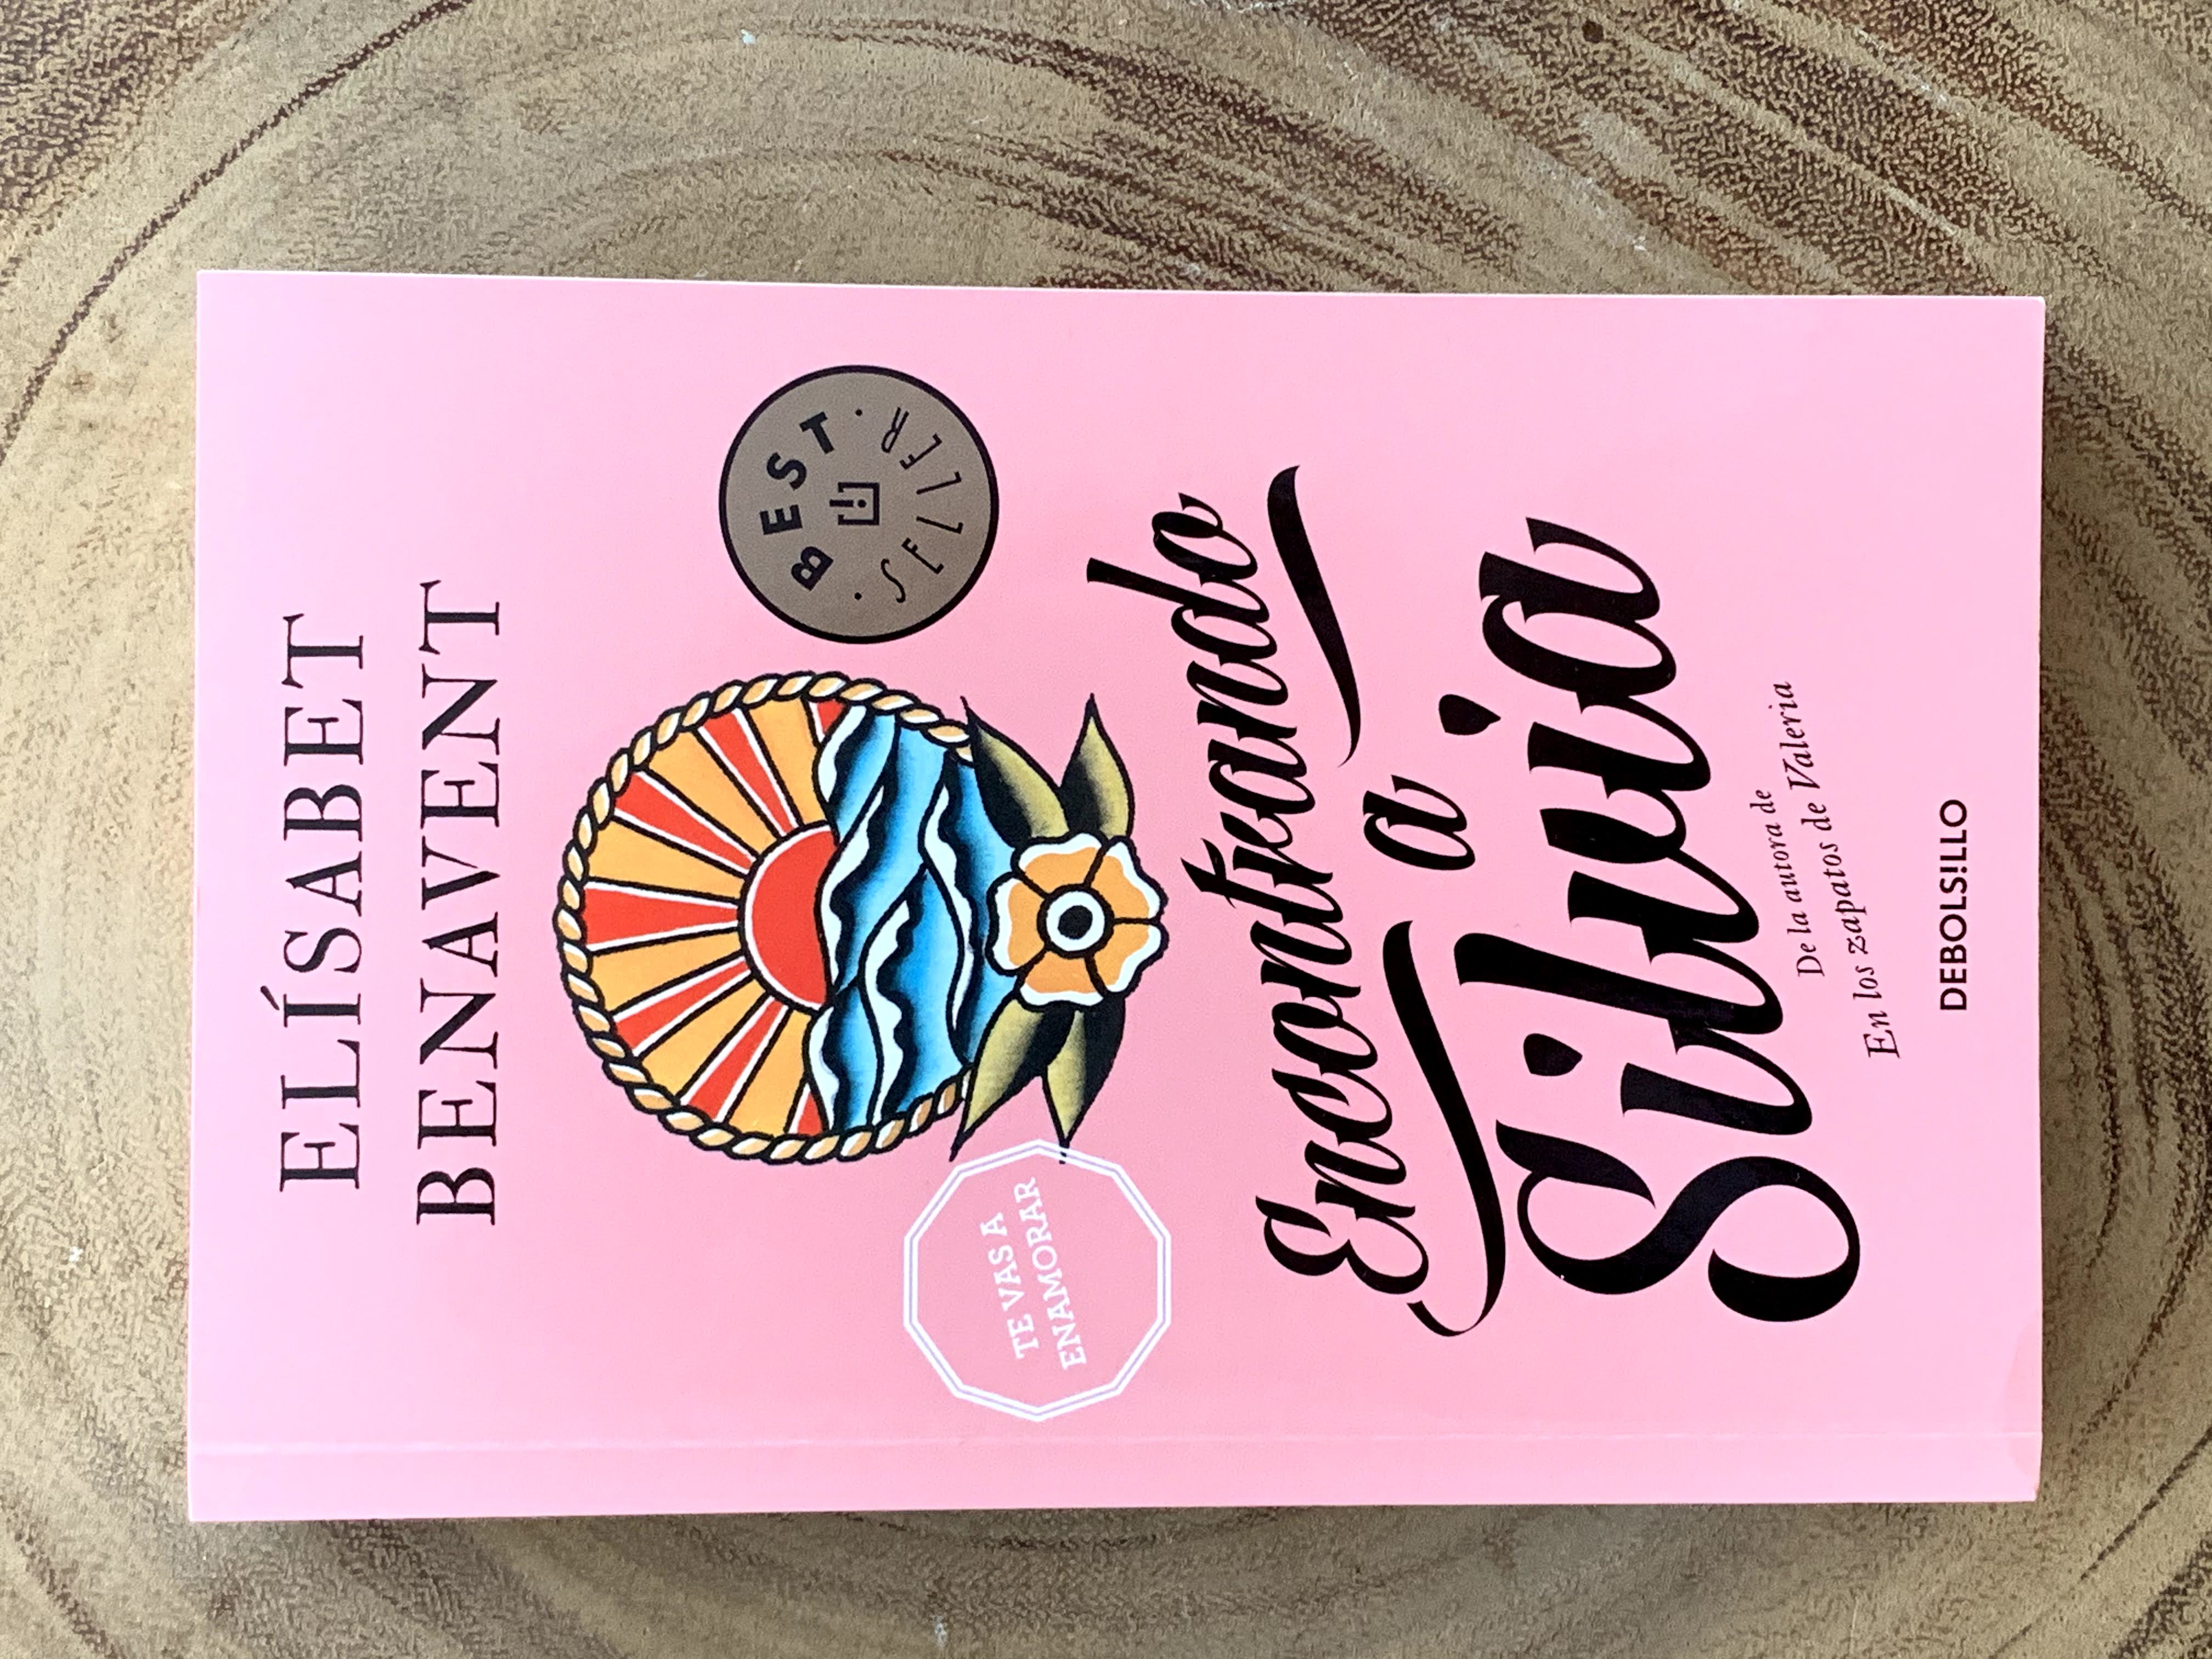 ELÍSABET
BENAVENT
BEST
SELLER
TE VAS A
ENAMORAR
Encontrando
a
Silvia
De la autora de
En los zapatos de Valeria
DEBOLS!LLO